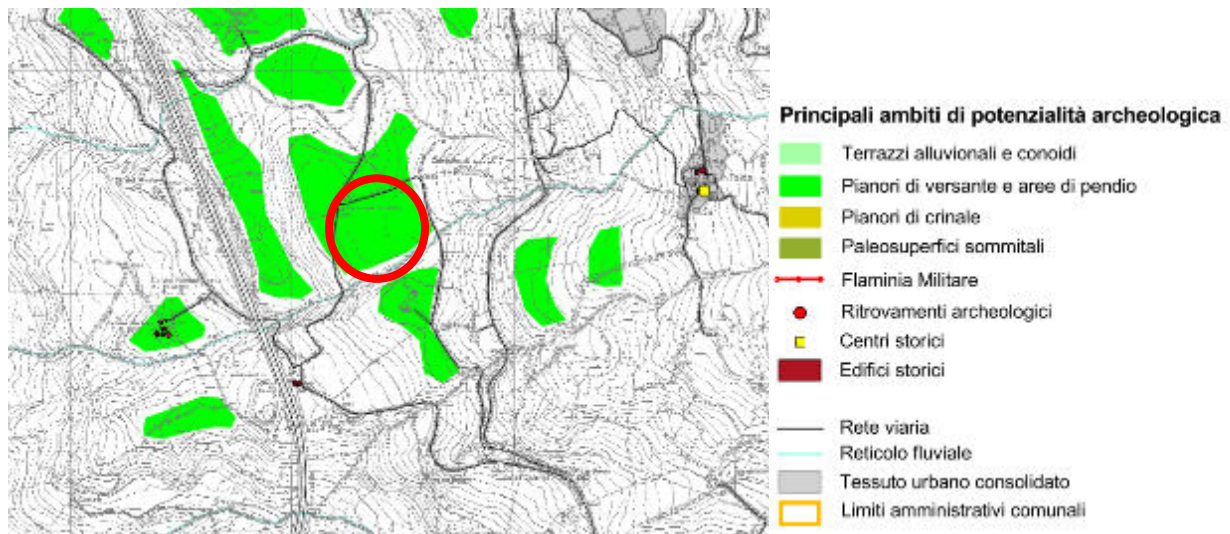 Principali ambiti di potenzialità archeologica
Terrazzi alluvionali e conoidi
Pianori di versante e aree di pendio
Pianori di crinale
Paleosuperfici sommitali
Flaminia Militare
Ritrovamenti archeologici
Centri storici
Edifici storici
Rete viaria
Reticolo fluviale
Tessuto urbano consolidato
Limiti amministrativi comunali